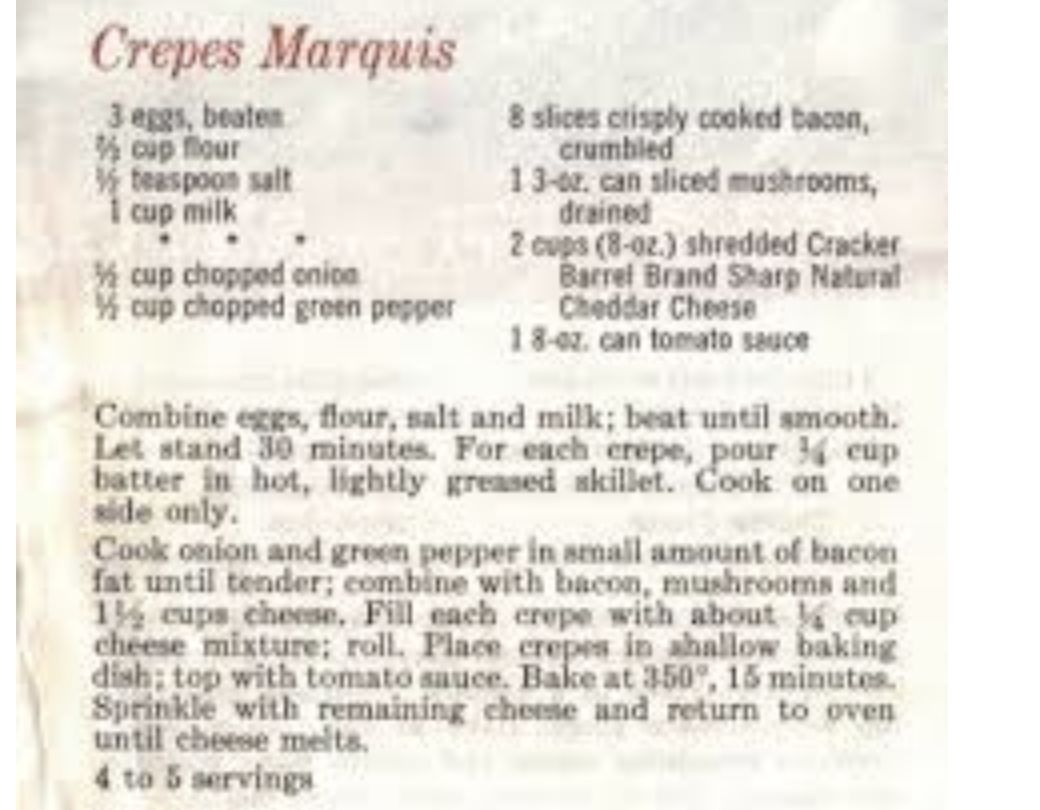 Crepes Marquis
3 eggs, beaten
⅔ cup flour
½ teaspoon salt
1 cup milk
* * *
½ cup chopped onion
½ cup chopped green pepper
8 slices crisply cooked bacon,
crumbled
1 3-oz. can sliced mushrooms,
drained
2 cups (8-oz.) shredded Cracker
Barrel Brand Sharp Natural
Cheddar Cheese
1 8-oz. can tomato sauce
Combine eggs, flour, salt and milk; beat until smooth.
Let stand 30 minutes. For each crepe, pour ¼ cup
batter in hot, lightly greased skillet. Cook on one
side only.
Cook onion and green pepper in small amount of bacon
fat until tender; combine with bacon, mushrooms and
1½ cups cheese. Fill each crepe with about ¼ cup
cheese mixture; roll. Place crepes in shallow baking
dish; top with tomato sauce. Bake at 350°, 15 minutes.
Sprinkle with remaining cheese and return to oven
until cheese melts.
4 to 5 servings